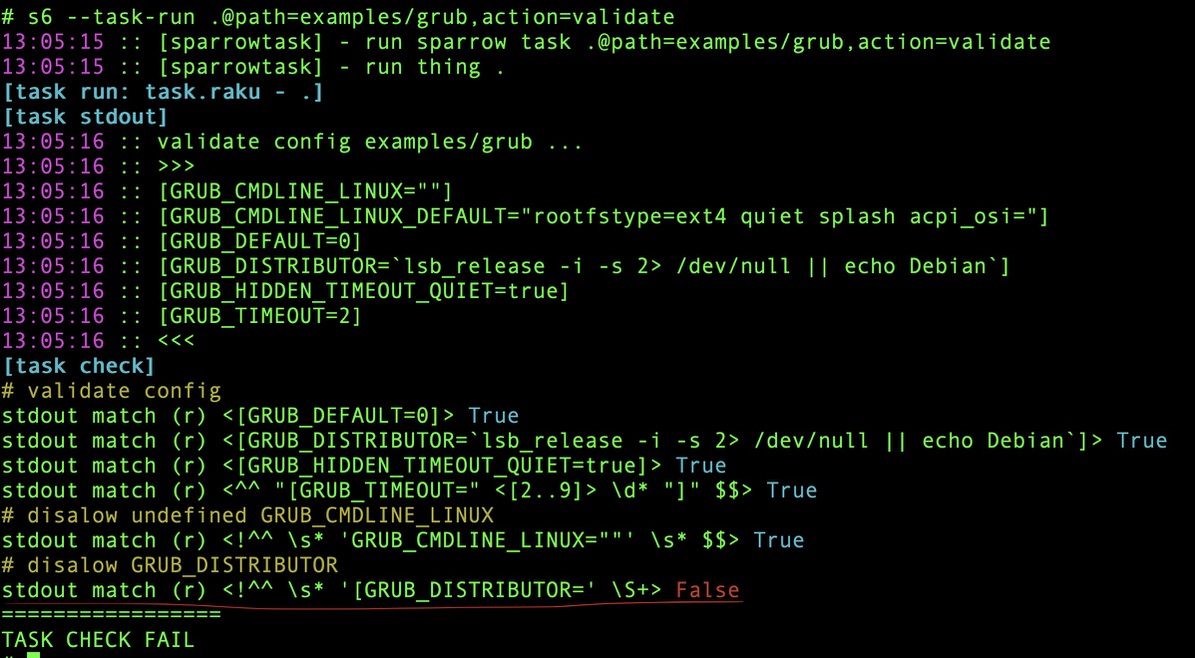 # s6 --task-run .@path=examples/grub,action=validate
13:05:15 :: [sparrowtask] - run sparrow task .@path=examples/grub,action=validate
13:05:15 :: [sparrowtask] - run thing .
[task run: task.raku - .]
[task stdout]
13:05:16 :: validate config examples/grub ...
13:05:16 :: >>>
13:05:16 :: [GRUB_CMDLINE_LINUX=""]
13:05:16 :: [GRUB_CMDLINE_LINUX_DEFAULT="rootfstype=ext4 quiet splash acpi_osi="]
13:05:16 :: [GRUB_DEFAULT=0]
13:05:16 :: [GRUB_DISTRIBUTOR=`lsb_release -i -s 2> /dev/null || echo Debian`]
13:05:16 :: [GRUB_HIDDEN_TIMEOUT_QUIET=true]
13:05:16 :: [GRUB_TIMEOUT=2]
13:05:16 :: <<<
[task check]
# validate config
stdout match (r) <[GRUB_DEFAULT=0]> True
stdout match (r) <[GRUB_DISTRIBUTOR=`lsb_release -i -s 2> /dev/null || echo Debian`]> True
stdout match (r) <[GRUB_HIDDEN_TIMEOUT_QUIET=true]> True
stdout match (r) <^^ "[GRUB_TIMEOUT=" <[2..9]> \d* "]" $$> True
# disalow undefined GRUB_CMDLINE_LINUX
stdout match (r) <!^^ \s* 'GRUB_CMDLINE_LINUX=""' \s* $$> True
# disalow GRUB_DISTRIBUTOR
stdout match (r) <!^^ \s* '[GRUB_DISTRIBUTOR=' \S+> False
=================
TASK CHECK FAIL
#